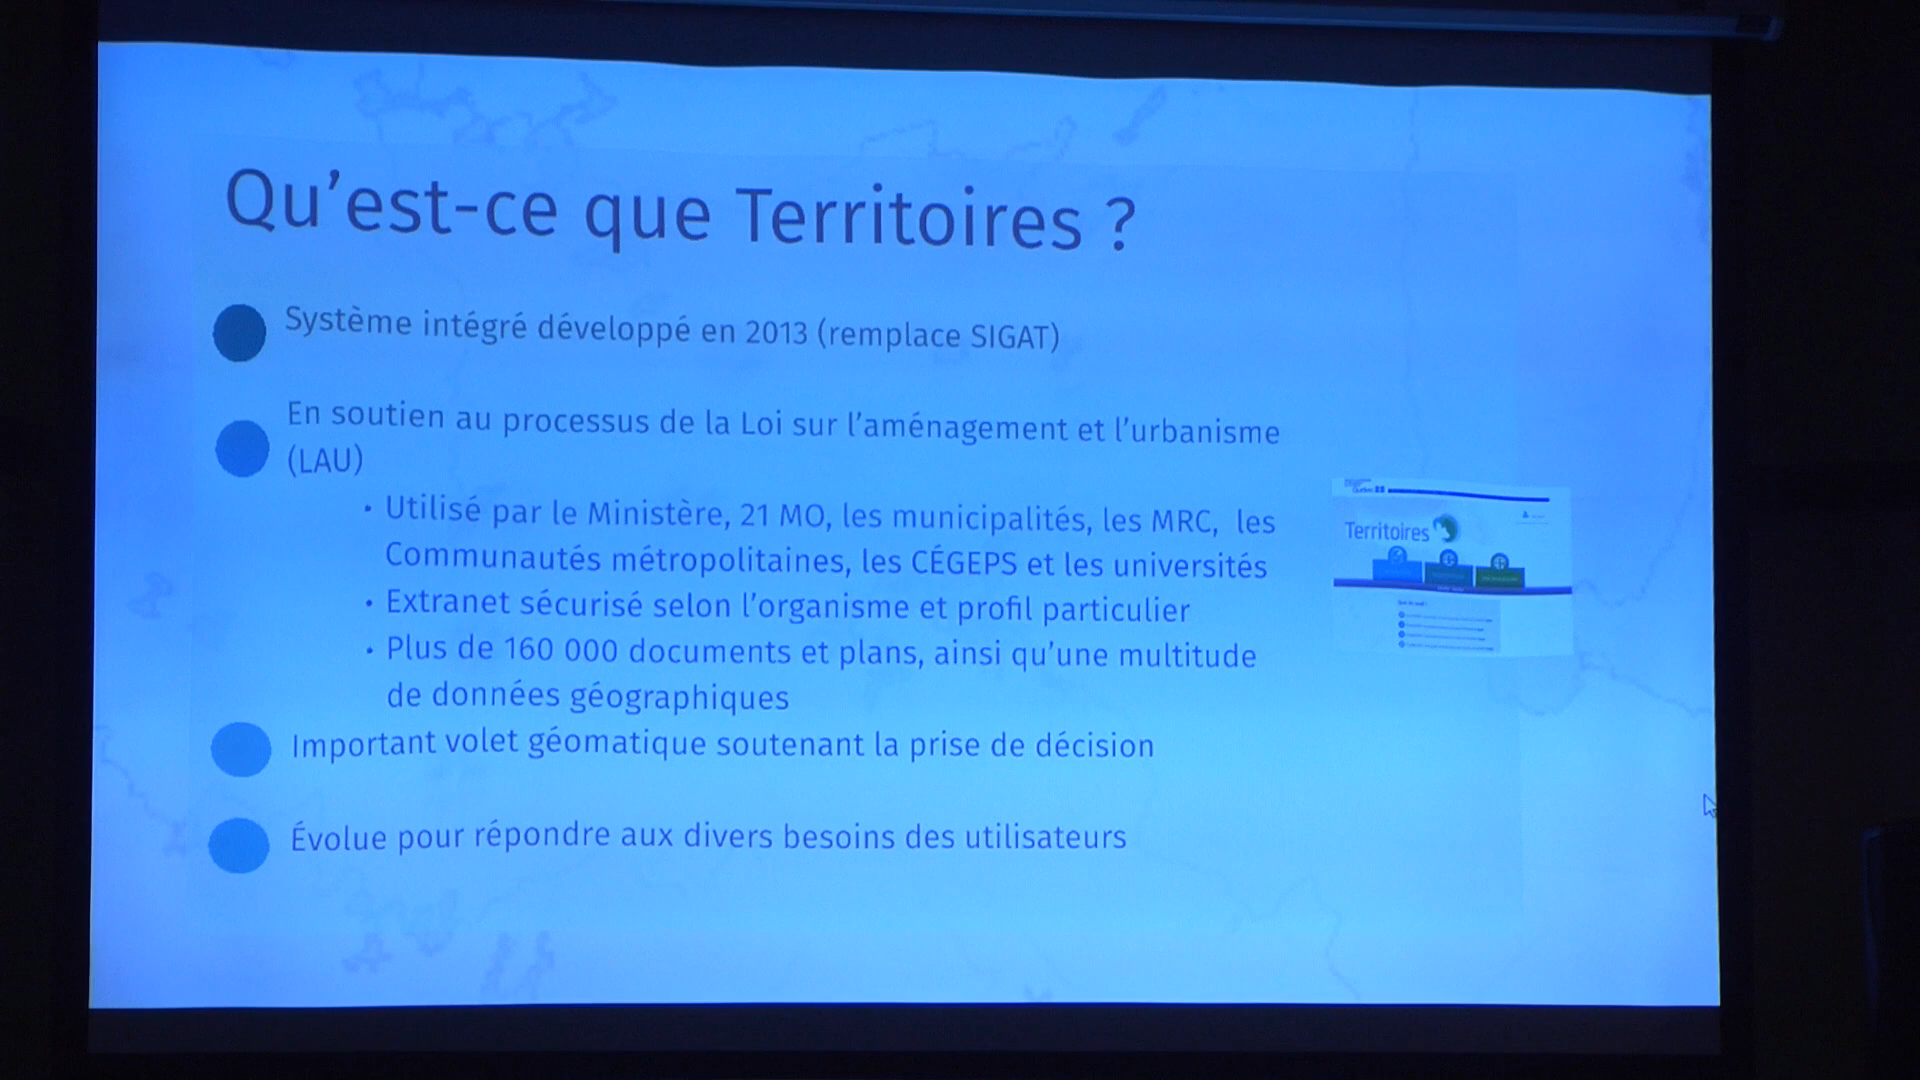 Qu'est-ce que Territoires ?
Système intégré développé en 2013 (remplace SIGAT)
En soutien au processus de la Loi sur l'aménagement et l'urbanisme
(LAU)
• Utilisé par le Ministère, 21 MO, les municipalités, les MRC, les
Communautés métropolitaines, les CÉGEPS et les universités
• Extranet sécurisé selon l'organisme et profil particulier
• Plus de 160 000 documents et plans, ainsi qu'une multitude
de données géographiques
Important volet géomatique soutenant la prise de décision
Évolue pour répondre aux divers besoins des utilisateurs
Québec
Territoires